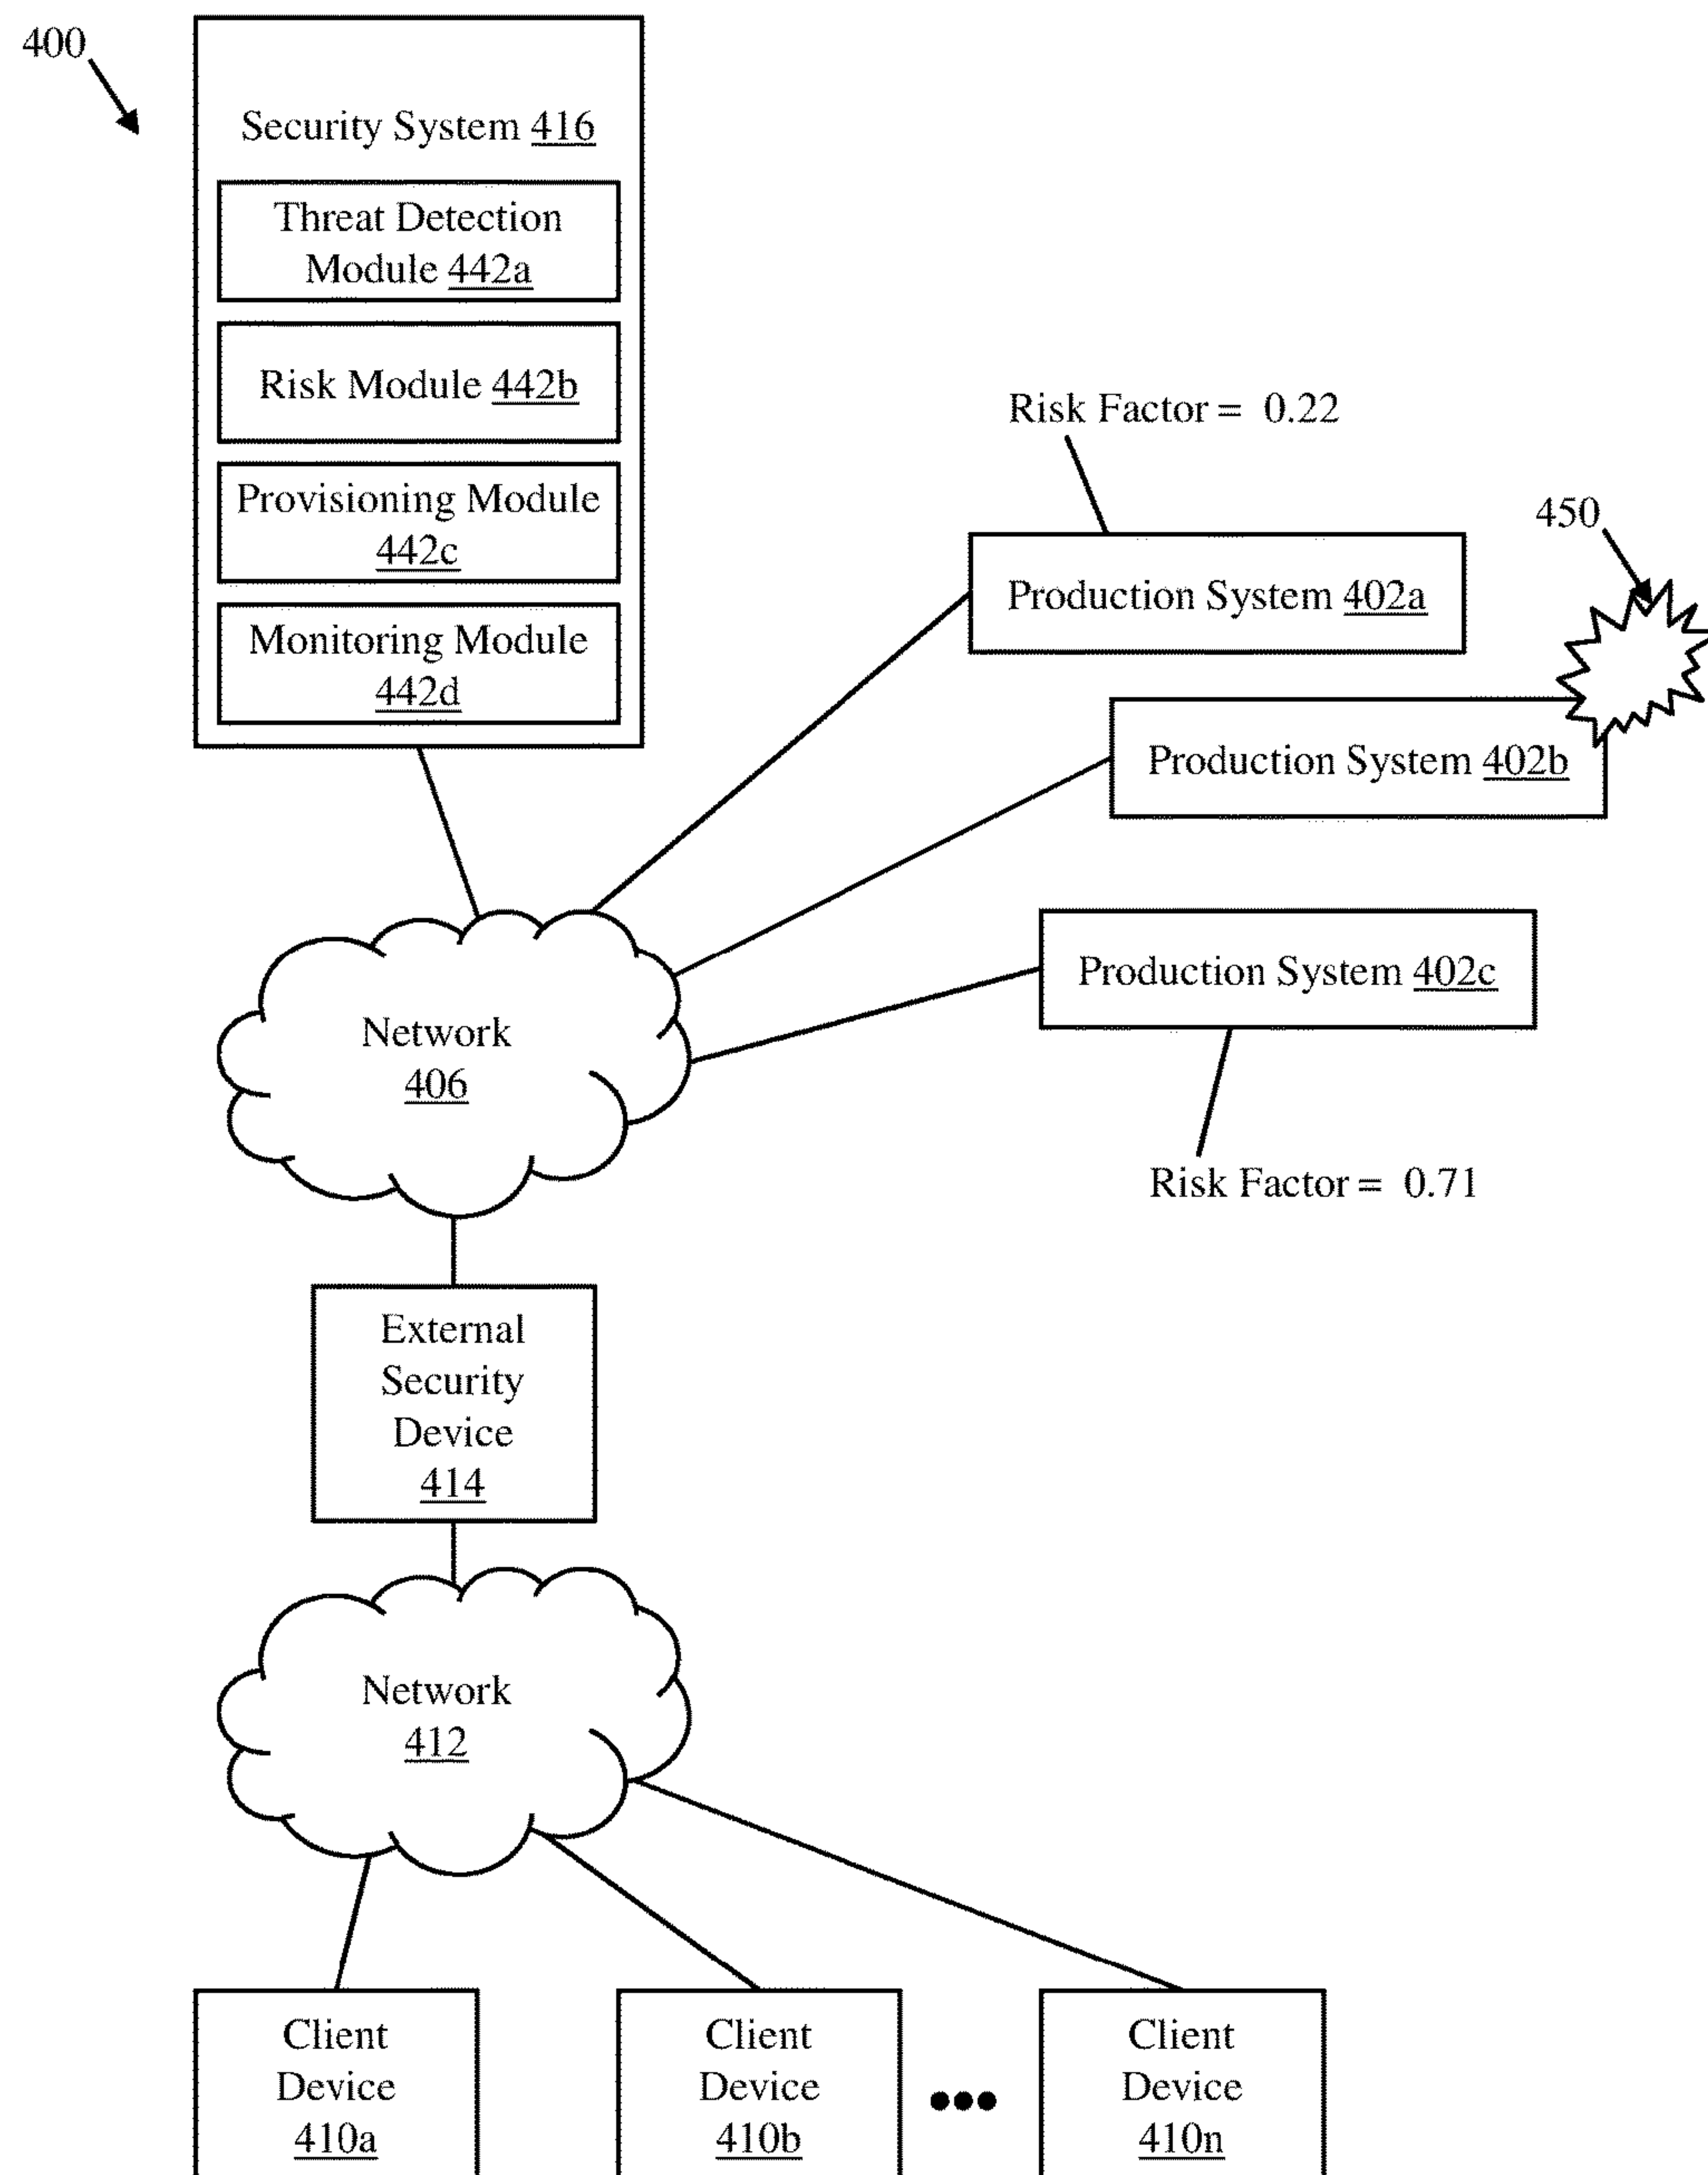 400
Security System 416
Threat Detection
Module 442a
Risk Module 442b
Provisioning Module
442c
Monitoring Module
442d
Risk Factor = 0.22
450
Production System 402a
Production System 402b
Production System 402c
Risk Factor = 0.71
Network
406
External
Security
Device
414
Network
412
Client
Device
410a
Client
Device
410b
Client
Device
410n